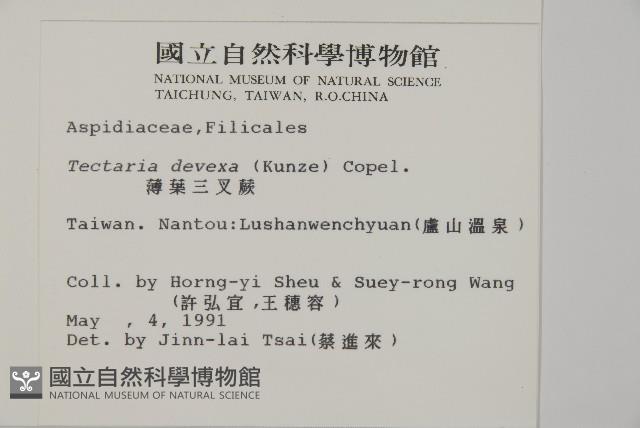 國立自然科學博物館
NATIONAL MUSEUM OF NATURAL SCIENCE
TAICHUNG, TAIWAN, R.O.CHINA
Aspidiaceae,Filicales
Tectaria devexa (Kunze) Copel.
薄葉三叉蕨
Taiwan. Nantou:Lushanwenchyuan(盧山溫泉)
Coll. by Horng-yi Sheu & Suey-rong Wang
(許弘宜,王穗容)
May , 4, 1991
Det. by Jinn-lai Tsai(蔡進來)
國立自然科學博物館
NATIONAL MUSEUM OF NATURAL SCIENCE